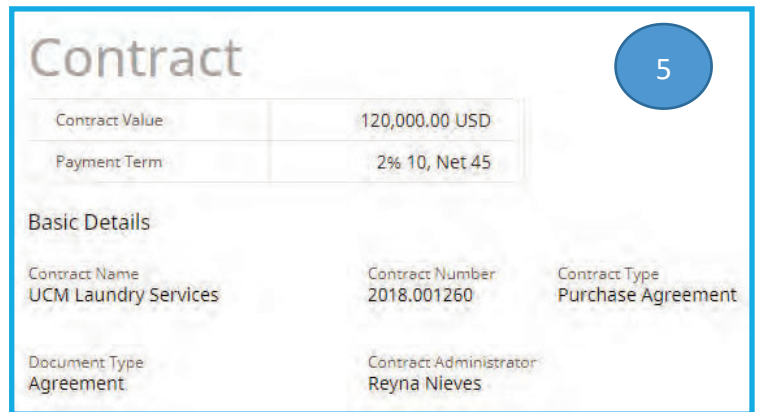 Contract
5
Contract Value 120,000.00 USD
Payment Term 2% 10, Net 45
Basic Details
Contract Name Contract Number Contract Type
UCM Laundry Services 2018.001260 Purchase Agreement
Document Type Contract Administrator
Agreement Reyna Nieves